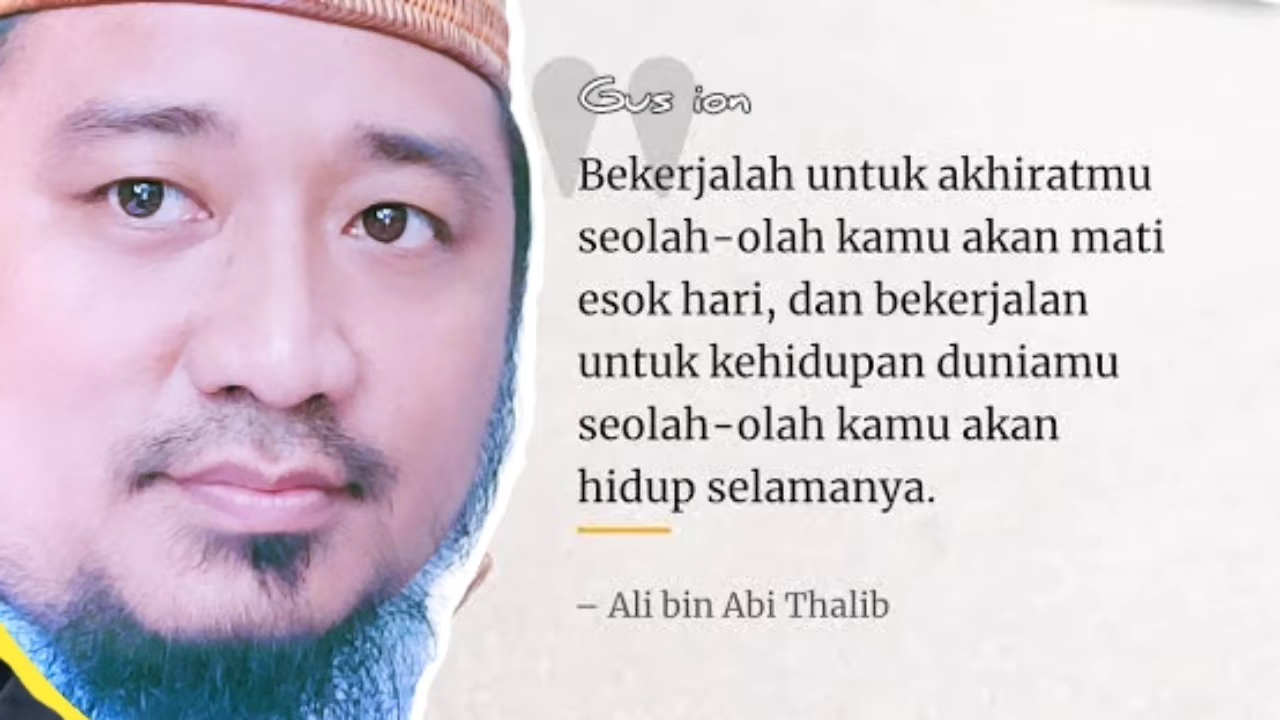 Gus ion
Bekerjalah untuk akhiratmu
seolah-olah kamu akan mati
esok hari, dan bekerjalan
untuk kehidupan duniamu
seolah-olah kamu akan
hidup selamanya.
– Ali bin Abi Thalib